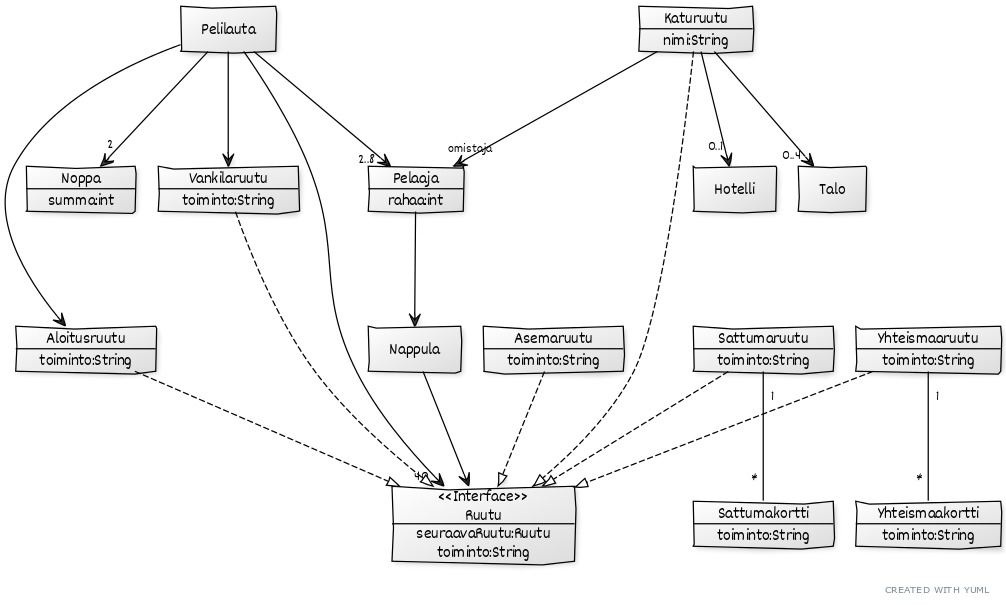 Pelilauta
Katuruutu
nimi:String
2
2..8
omistaja
0..1
0..4
Noppa
summa:int
Vankilaruutu
toiminto:String
Pelaaja
rahaa:int
Hotelli
Talo
Aloitusruutu
toiminto:String
Nappula
Asemaruutu
toiminto:String
Sattumaruutu
toiminto:String
Yhteismaaruutu
toiminto:String
1
1
*
*
<<Interface>>
Ruutu
seuraavaRuutu:Ruutu
toiminto:String
Sattumakortti
toiminto:String
Yhteismaakortti
toiminto:String
CREATED WITH YUML